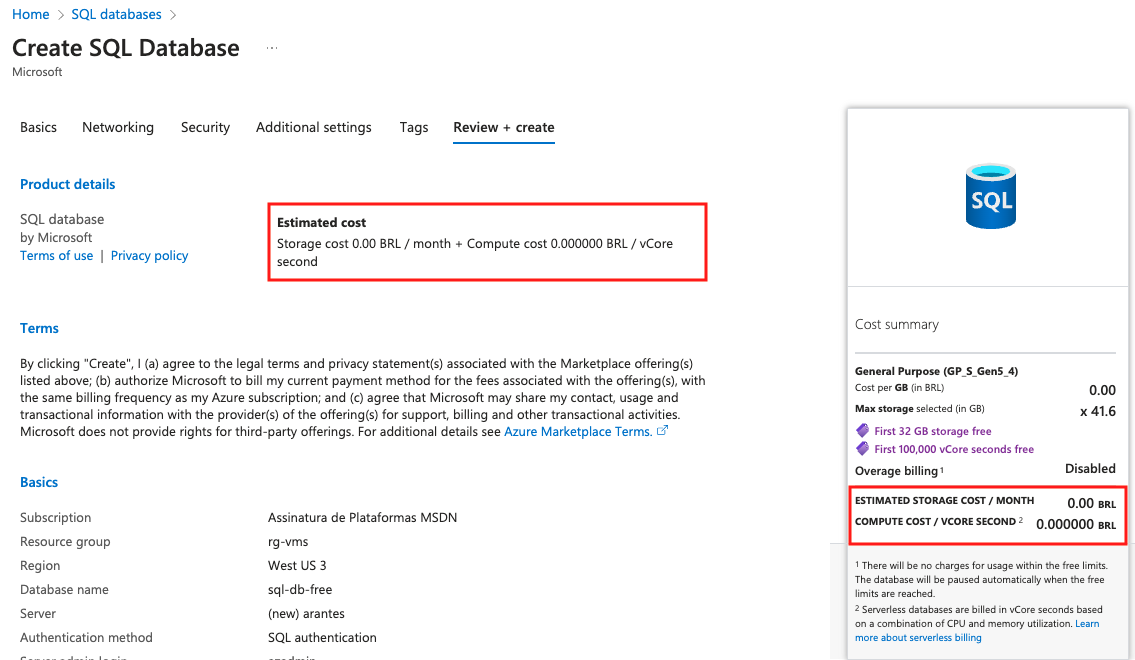 Home > SQL databases >
Create SQL Database ...
Microsoft
Basics Networking Security Additional settings Tags Review + create
Product details
SQL database
by Microsoft
Terms of use | Privacy policy
Estimated cost
Storage cost 0.00 BRL / month + Compute cost 0.000000 BRL / vCore
second
Terms
By clicking "Create", I (a) agree to the legal terms and privacy statement(s) associated with the Marketplace offering(s)
listed above; (b) authorize Microsoft to bill my current payment method for the fees associated with the offering(s), with
the same billing frequency as my Azure subscription; and (c) agree that Microsoft may share my contact, usage and
transactional information with the provider(s) of the offering(s) for support, billing and other transactional activities.
Microsoft does not provide rights for third-party offerings. For additional details see Azure Marketplace Terms.
Basics
Subscription Assinatura de Plataformas MSDN
Resource group rg-vms
Region West US 3
Database name sql-db-free
Server (new) arantes
Authentication method SQL authentication
SQL
Cost summary
General Purpose (GP_S_Gen5_4)
Cost per GB (in BRL) 0.00
Max storage selected (in GB) x 41.6
First 32 GB storage free
First 100,000 vCore seconds free
Overage billing 1 Disabled
ESTIMATED STORAGE COST / MONTH 0.00 BRL
COMPUTE COST / VCORE SECOND 2 0.000000 BRL
1 There will be no charges for usage within the free limits.
The database will be paused automatically when the free
limits are reached.
2 Serverless databases are billed in vCore seconds based
on a combination of CPU and memory utilization. Learn
more about serverless billing